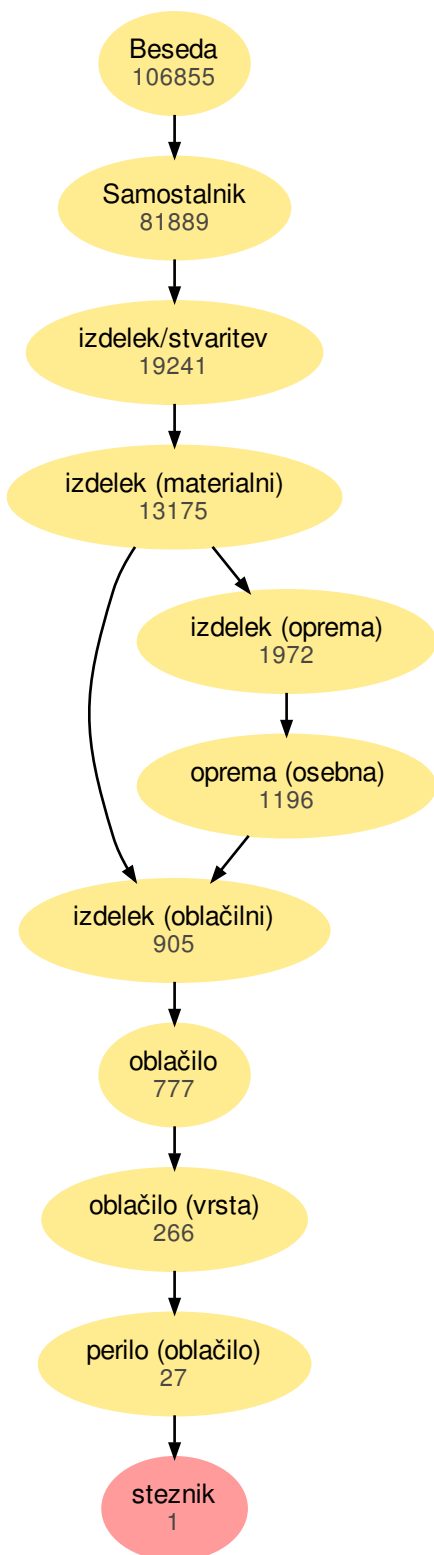 Beseda
106855
Samostalnik
81889
izdelek/stvaritev
19241
izdelek (materialni)
13175
izdelek (oprema)
1972
oprema (osebna)
1196
izdelek (oblačilni)
905
oblačilo
777
oblačilo (vrsta)
266
perilo (oblačilo)
27
steznik
1